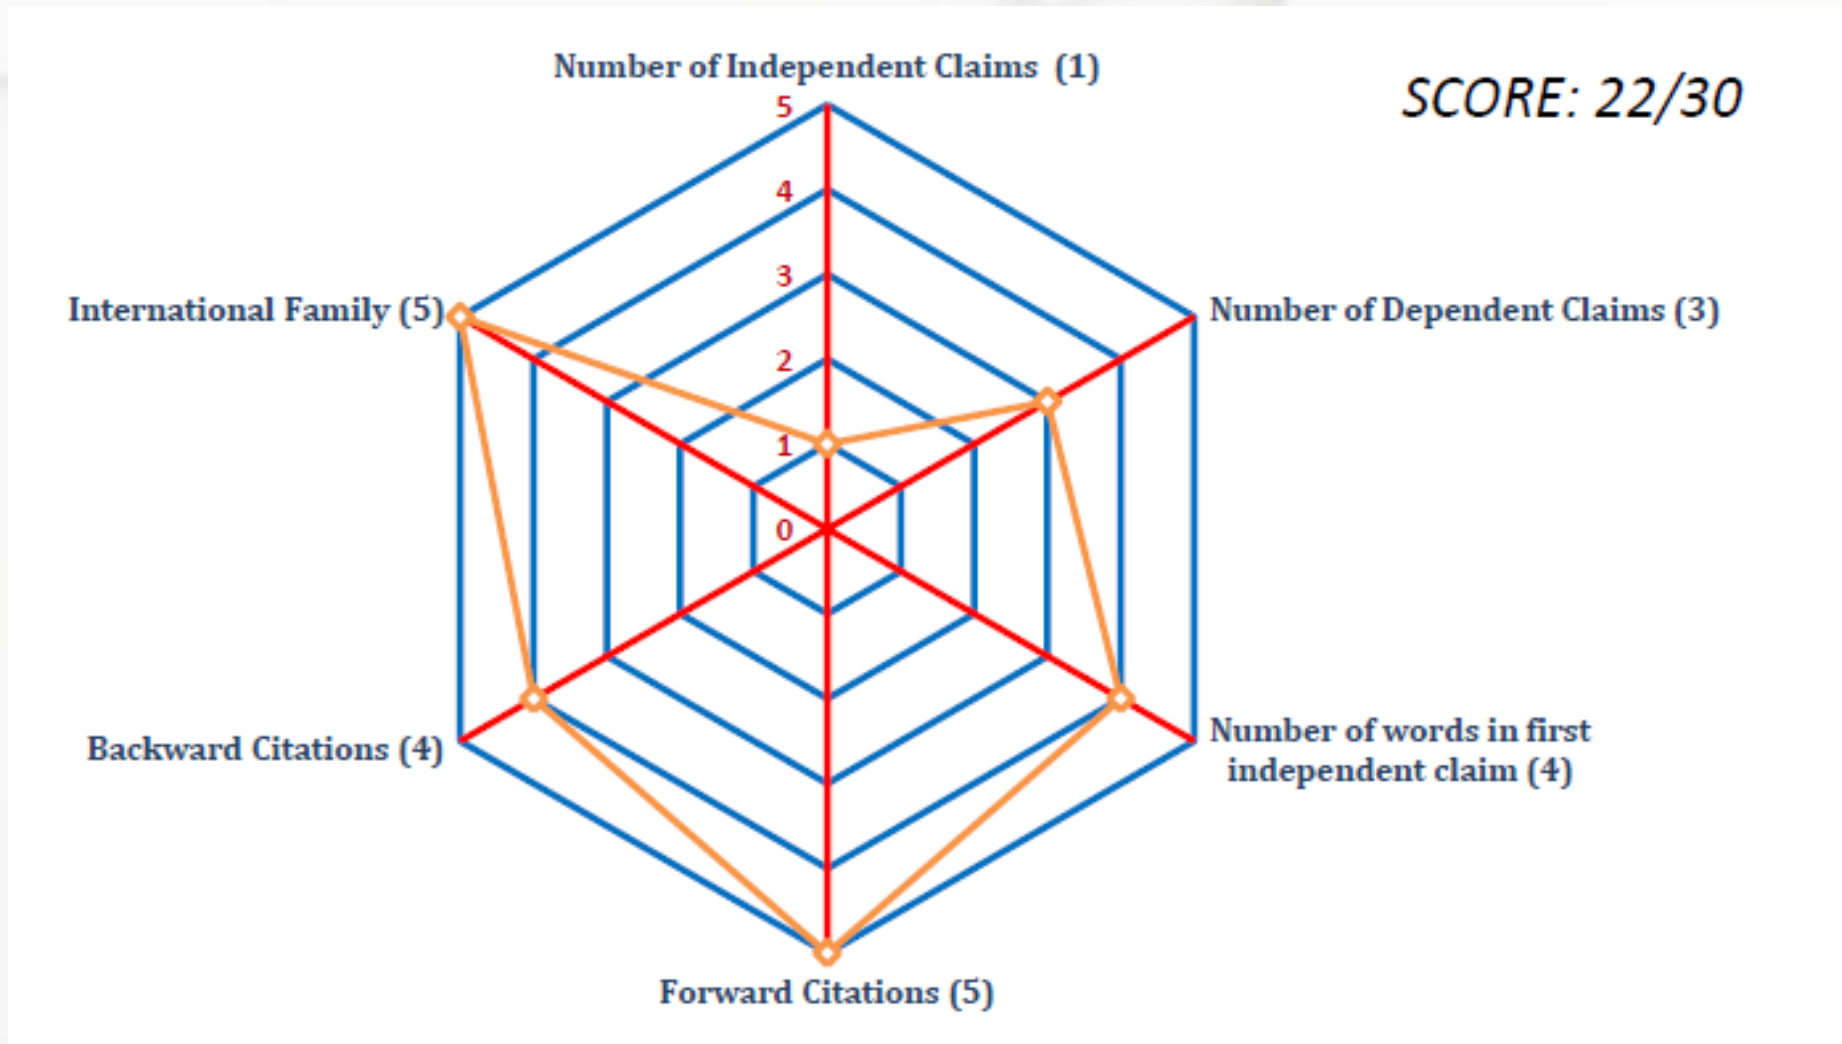 Number of Independent Claims (1)
SCORE: 22/30
5
4
3
2
1
0
International Family (5)
Number of Dependent Claims (3)
Backward Citations (4)
Number of words in first
independent claim (4)
Forward Citations (5)